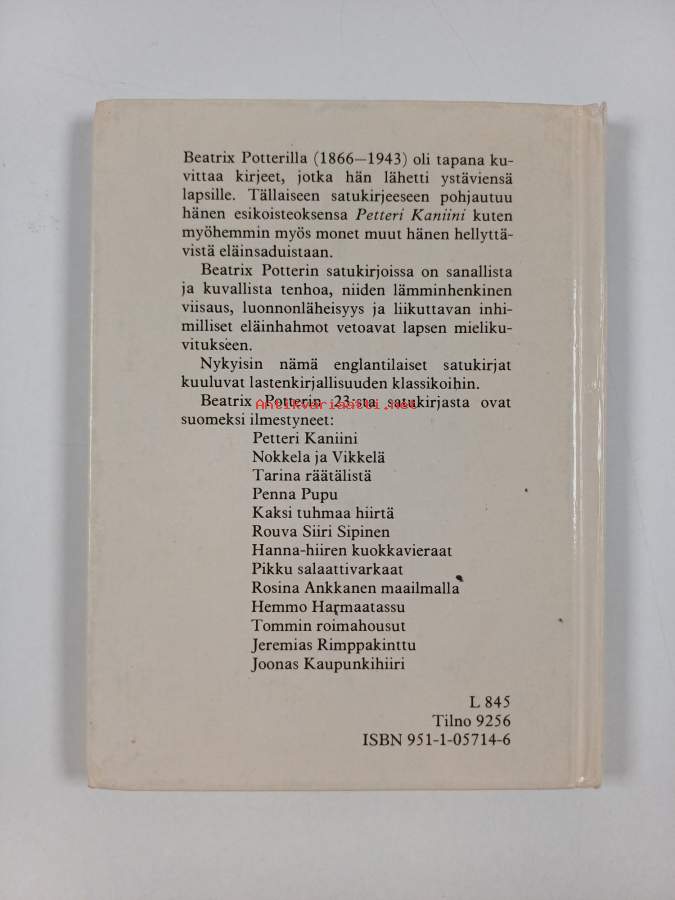 Beatrix Potterilla (1866—1943) oli tapana ku-
vittaa kirjeet, jotka hän lähetti ystäviensä
lapsille. Tällaiseen satukirjeeseen pohjautuu
hänen esikoisteoksensa Petteri Kaniini kuten
myöhemmin myös monet muut hänen hellyttä-
vistä eläinsaduistaan.
Beatrix Potterin satukirjoissa on sanallista
ja kuvallista tenhoa, niiden lämminhenkinen
viisaus, luonnonläheisyys ja liikuttavan inhi-
milliset eläinhahmot vetoavat lapsen mieliku-
vitukseen.
Nykyisin nämä englantilaiset satukirjat
kuuluvat lastenkirjallisuuden klassikoihin.
Beatrix Potterin 23:sta satukirjasta ovat
Antikvariaatti.net
suomeksi ilmestyneet:
Petteri Kaniini
Nokkela ja Vikkelä
Tarina räätälistä
Penna Pupu
Kaksi tuhmaa hiirtä
Rouva Siiri Sipinen
Hanna-hiiren kuokkavieraat
Pikku salaattivarkaat
Rosina Ankkanen maailmalla
Hemmo Harmaatassu
Tommin roimahousut
Jeremias Rimppakinttu
Joonas Kaupunkihiiri
L 845
Tilno 9256
ISBN 951-1-05714-6